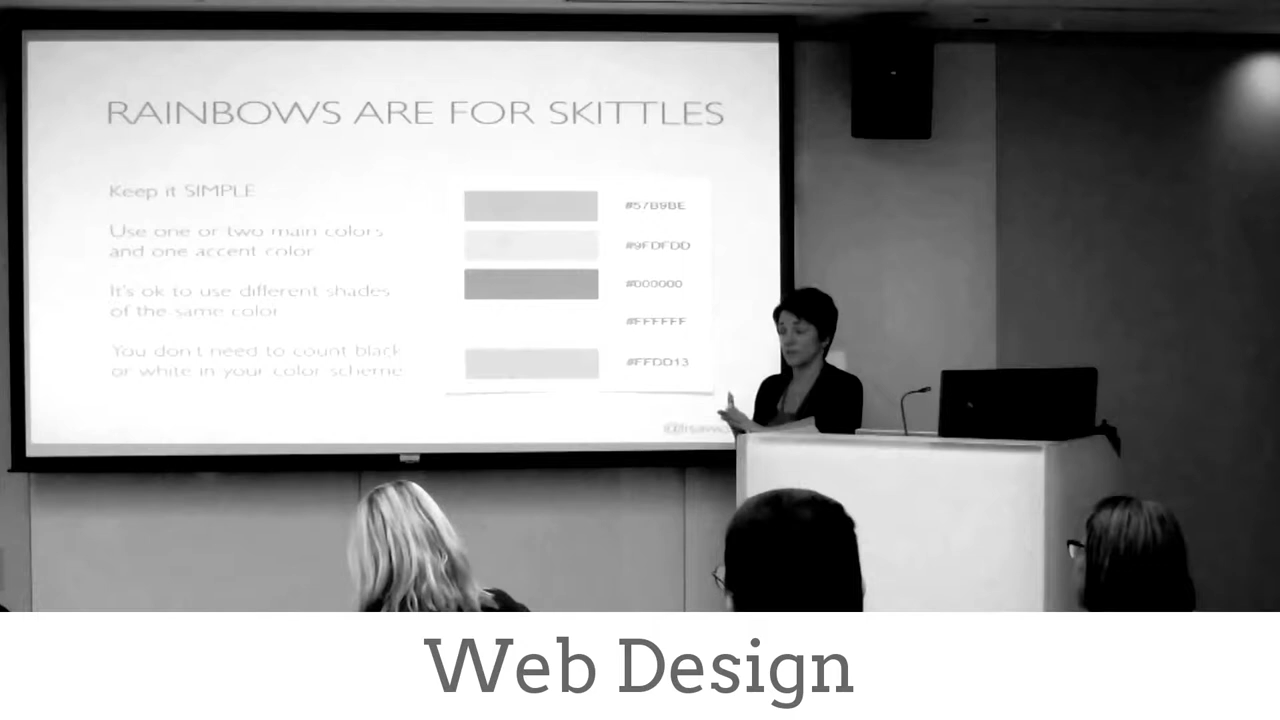 RAINBOWS ARE FOR SKITTLES
Keep it SIMPLE
Use one or two main colors
and one accent color
It's ok to use different shades
of the same color
You don't need to count black
or white in your color scheme
#57B9BE
#9FDFDD
#000000
#FFFFFF
#FFDD13
Web Design